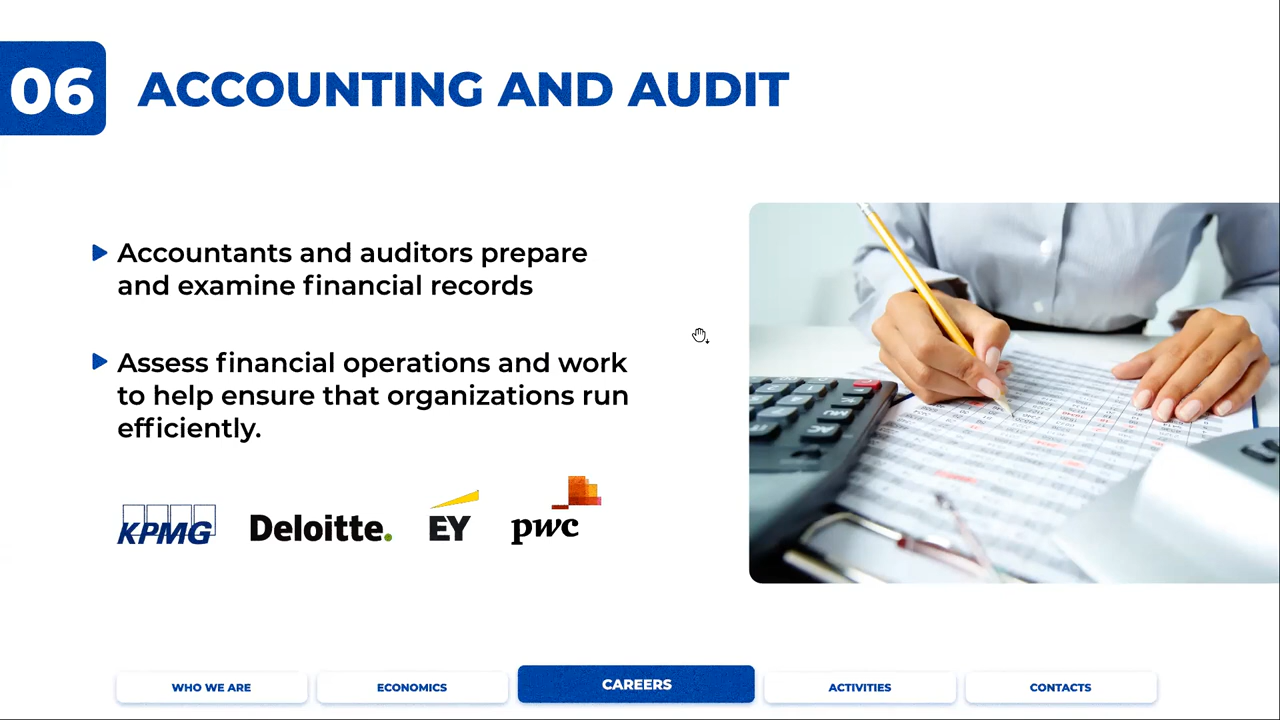 06 ACCOUNTING AND AUDIT
Accountants and auditors prepare
and examine financial records
Assess financial operations and work
to help ensure that organizations run
efficiently.
KPMG Deloitte. EY pwc
WHO WE ARE ECONOMICS CAREERS ACTIVITIES CONTACTS